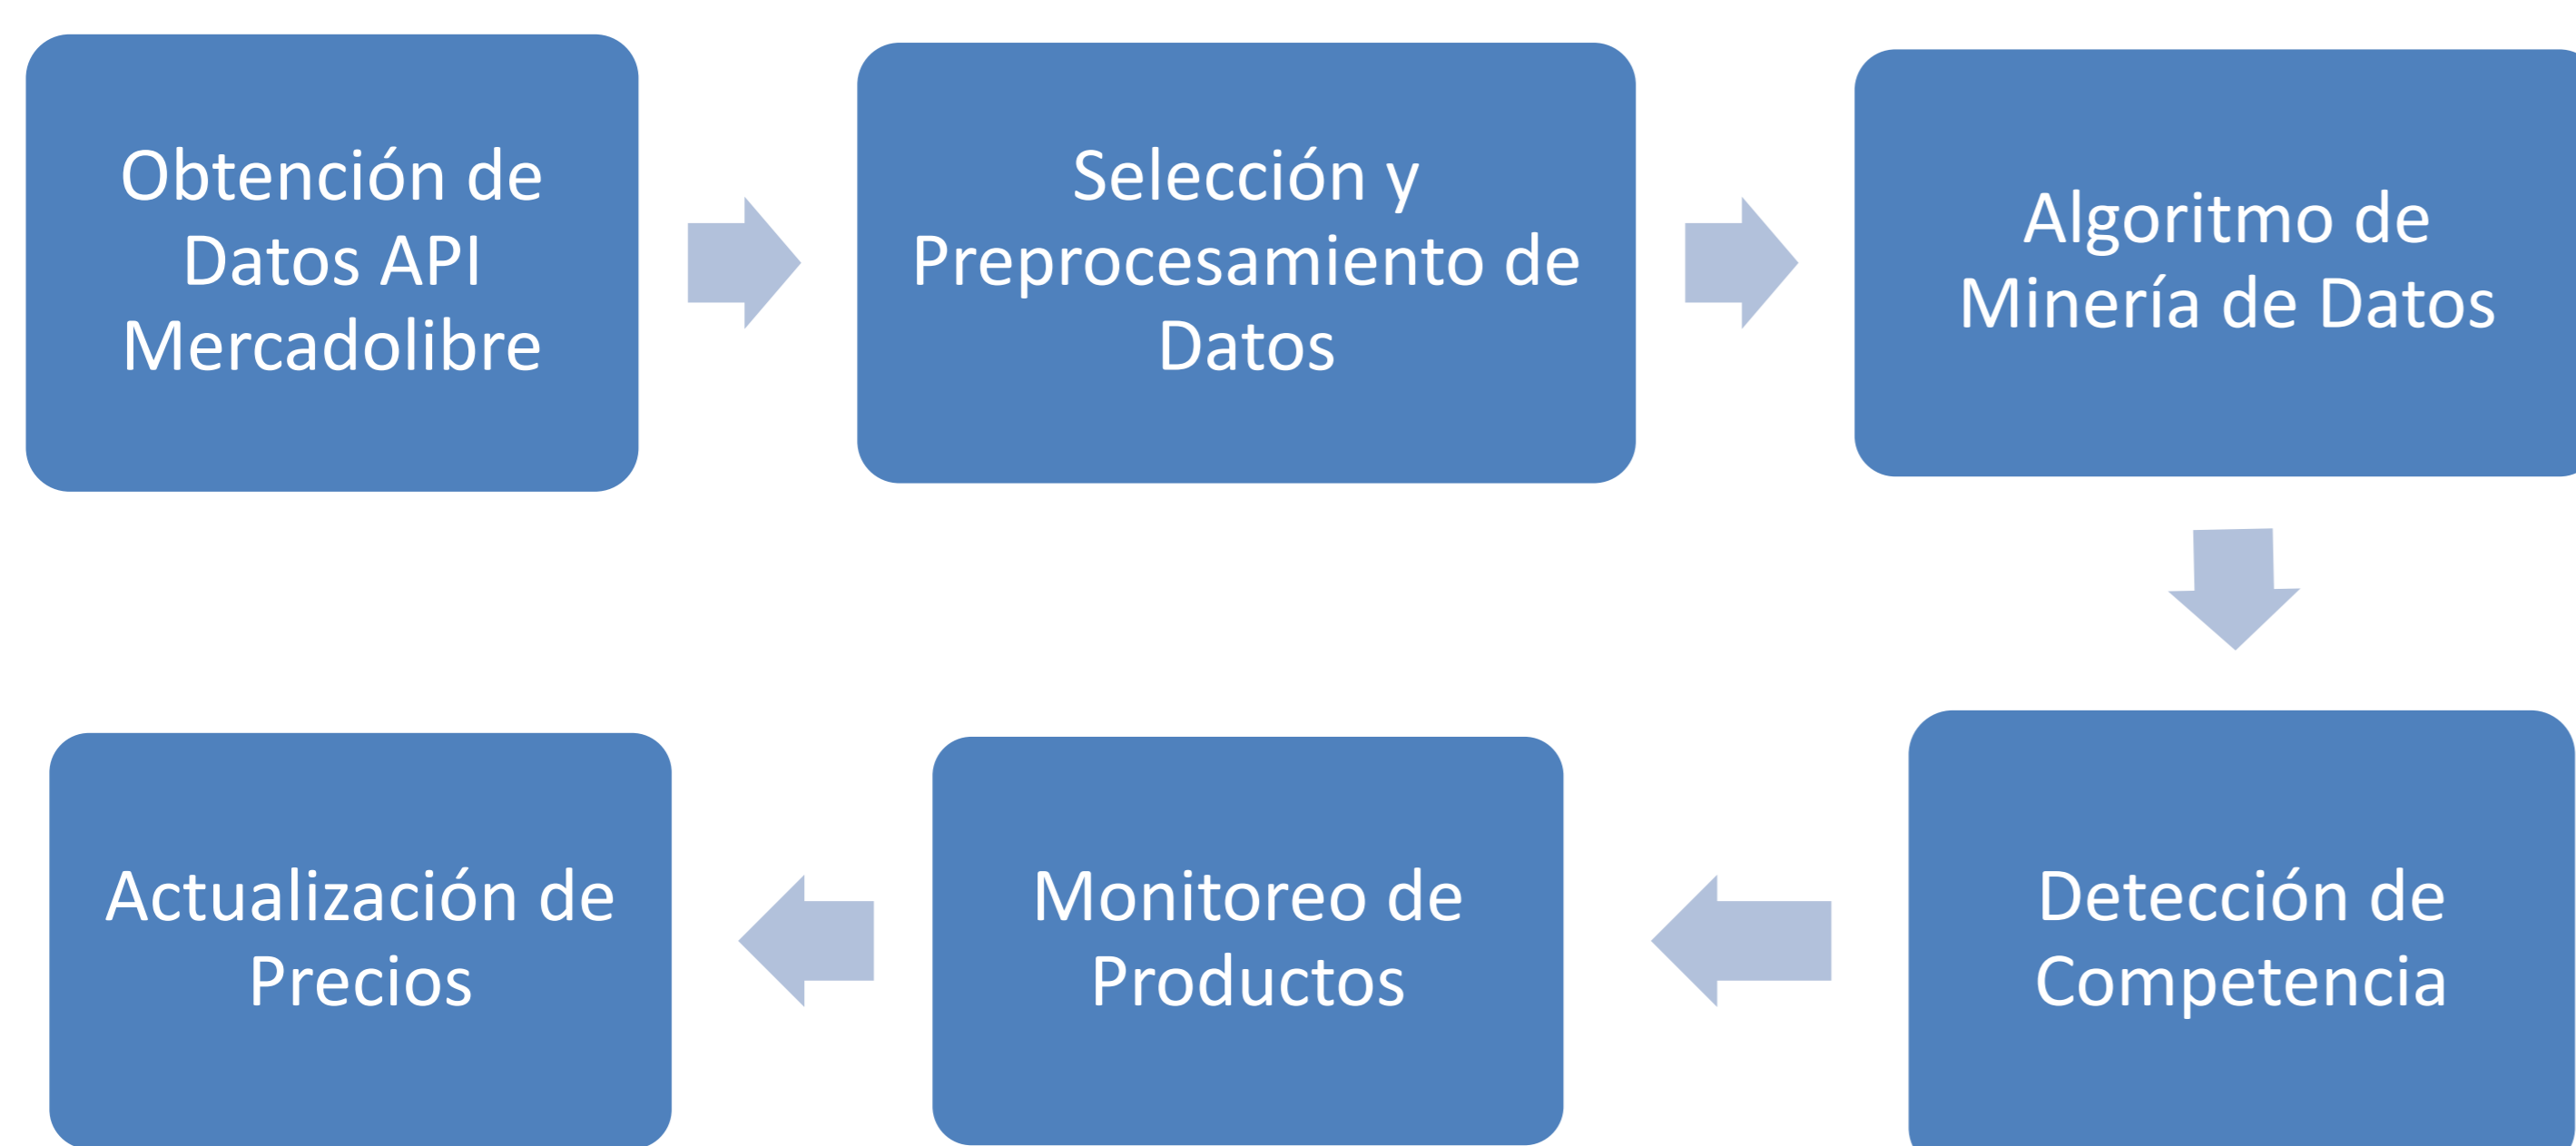 Obtención de
Datos API
Mercadolibre
Selección y
Preprocesamiento de
Datos
Algoritmo de
Minería de Datos
Detección de
Competencia
Monitoreo de
Productos
Actualización de
Precios